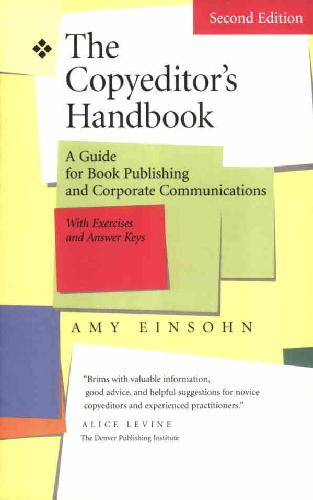 Second Edition
The
Copyeditor's
Handbook
A Guide
for Book Publishing
and Corporate Communications
With Exercises
and Answer Keys
AMY EINSOHN
"Brims with valuable information,
good advice, and helpful suggestions for novice
copyeditors and experienced practitioners."
ALICE LEVINE
The Denver Publishing Institute